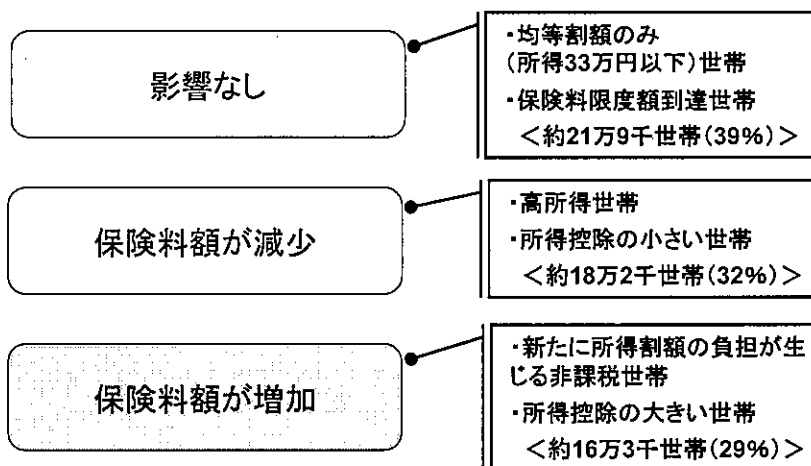 影響なし
・均等割額のみ
(所得33万円以下)世帯
・保険料限度額到達世帯
＜約21万9千世帯(39%)＞
保険料額が減少
・高所得世帯
・所得控除の小さい世帯
＜約18万2千世帯(32%)＞
保険料額が増加
・新たに所得割額の負担が生
じる非課税世帯
・所得控除の大きい世帯
＜約16万3千世帯(29%)＞